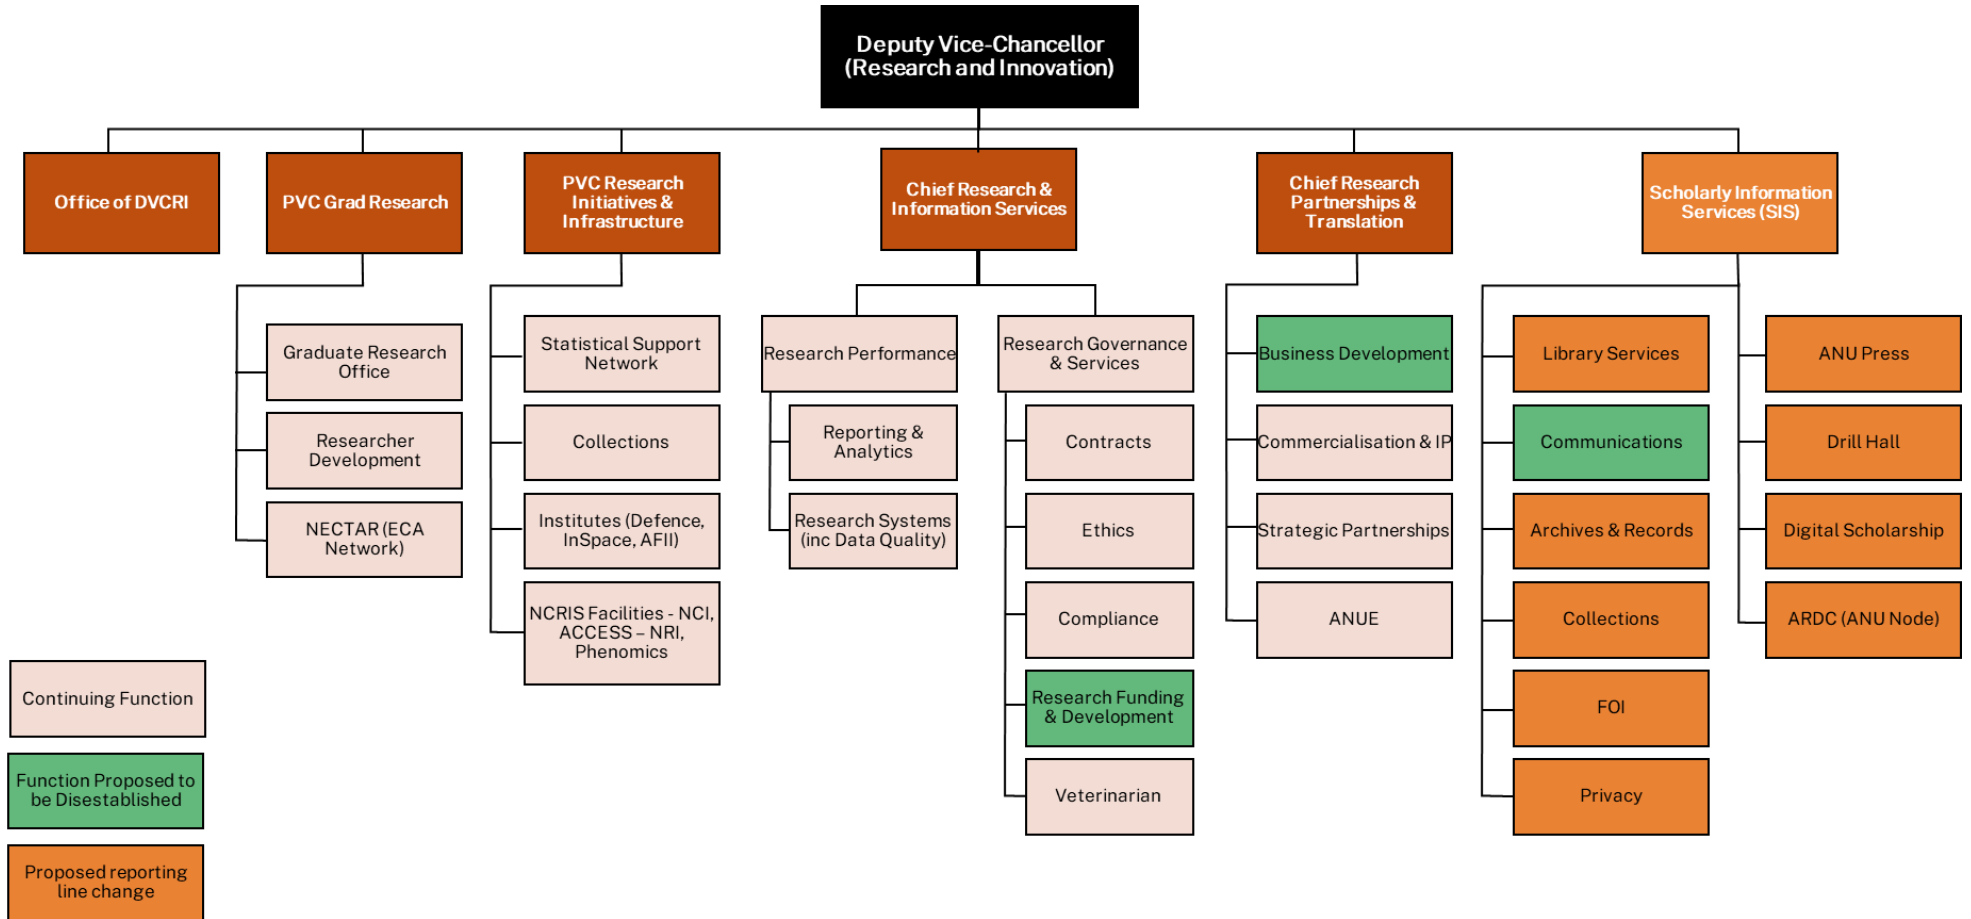 Deputy Vice-Chancellor
(Research and Innovation)
Office of DVCRI
PVC Grad Research
PVC Research
Initiatives &
Infrastructure
Chief Research &
Information Services
Chief Research
Partnerships &
Translation
Scholarly Information
Services (SIS)
Graduate Research
Office
Researcher
Development
NECTAR (ECA
Network)
Statistical Support
Network
Collections
Institutes (Defence,
InSpace, AFII)
NCRIS Facilities - NCI,
ACCESS – NRI,
Phenomics
Research Performance
Reporting &
Analytics
Research Systems
(inc Data Quality)
Research Governance
& Services
Contracts
Ethics
Compliance
Research Funding
& Development
Veterinarian
Business Development
Commercialisation & IP
Strategic Partnerships
ANUE
Library Services
Communications
Archives & Records
Collections
FOI
Privacy
ANU Press
Drill Hall
Digital Scholarship
ARDC (ANU Node)
Continuing Function
Function Proposed to
be Disestablished
Proposed reporting
line change